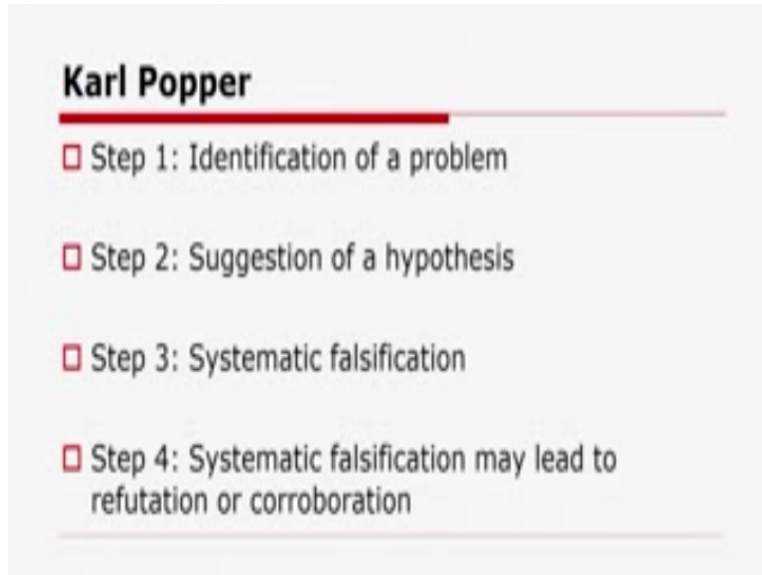 Karl Popper
Step 1: Identification of a problem
Step 2: Suggestion of a hypothesis
Step 3: Systematic falsification
Step 4: Systematic falsification may lead to
refutation or corroboration